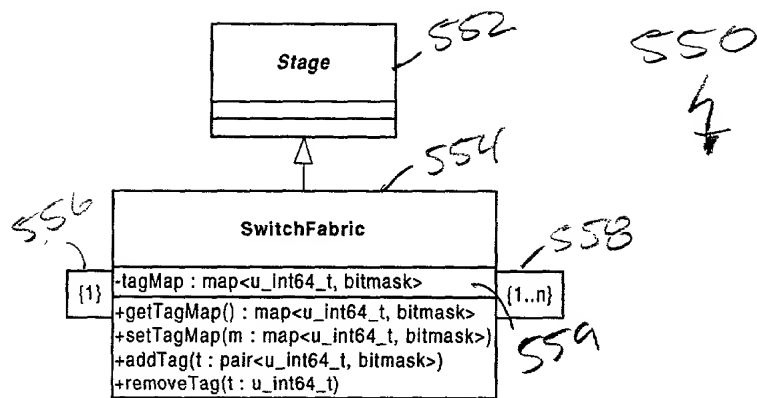 552
Stage
550
554
556
SwitchFabric
558
{1}
-tagMap : map<u_int64_t, bitmask>
{1..n}
+getTagMap() : map<u_int64_t, bitmask>
+setTagMap(m : map<u_int64_t, bitmask>)
559
+addTag(t : pair<u_int64_t, bitmask>)
+removeTag(t : u_int64_t)